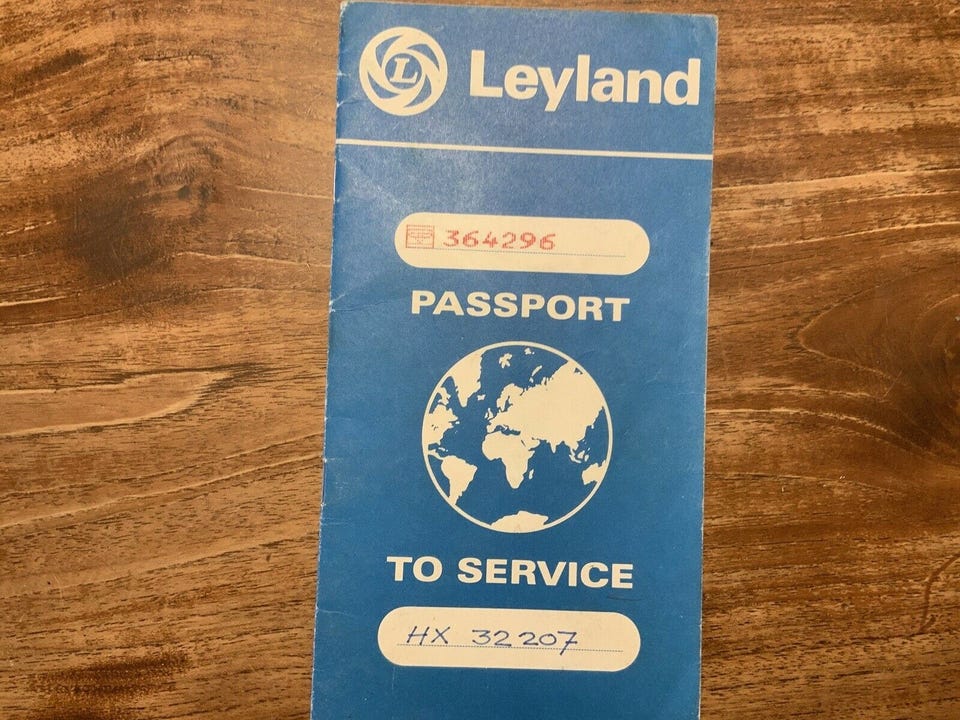 L Leyland
364296
PASSPORT
TO SERVICE
HX 32207